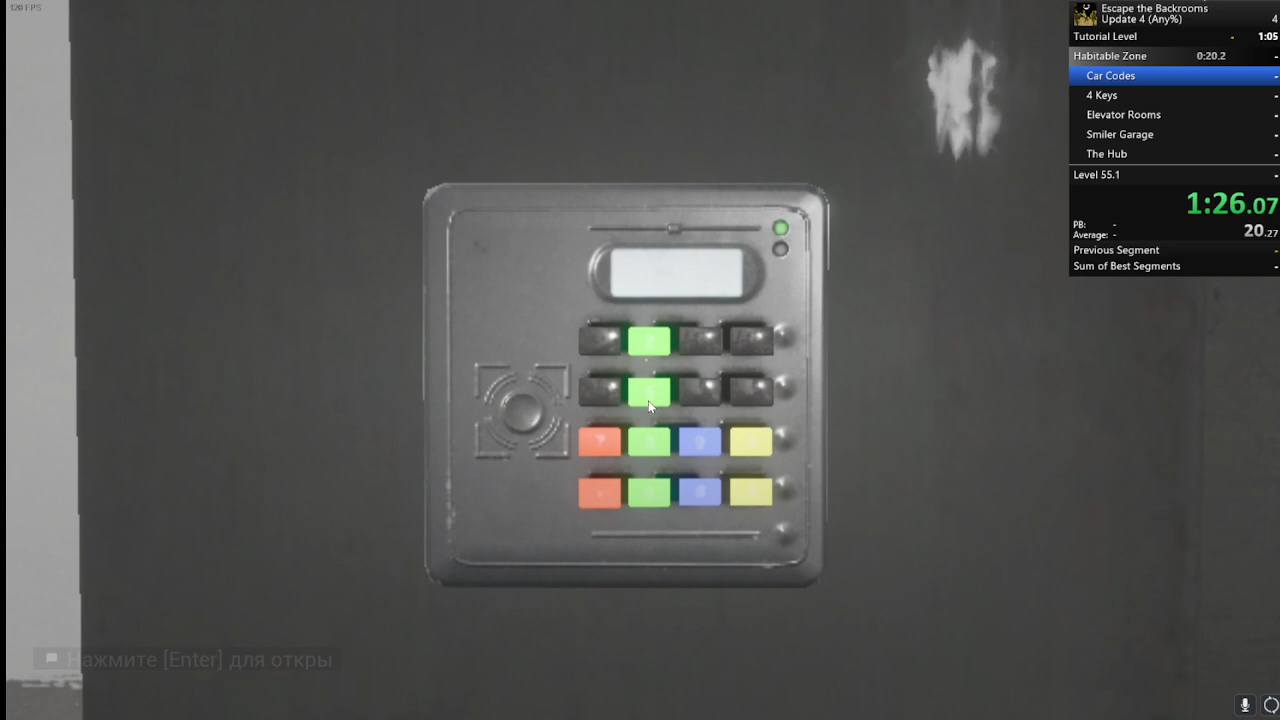 120 FPS
Escape the Backrooms
Update 4 (Any%)
4
Tutorial Level - 1:05
Habitable Zone 0:20.2 -
Car Codes -
4 Keys -
Elevator Rooms -
Smiler Garage -
The Hub -
Level 55.1 -
1:26.07
PB: -
Average: -
20.27
Previous Segment -
Sum of Best Segments -
7
9
Нажмите [Enter] для откры